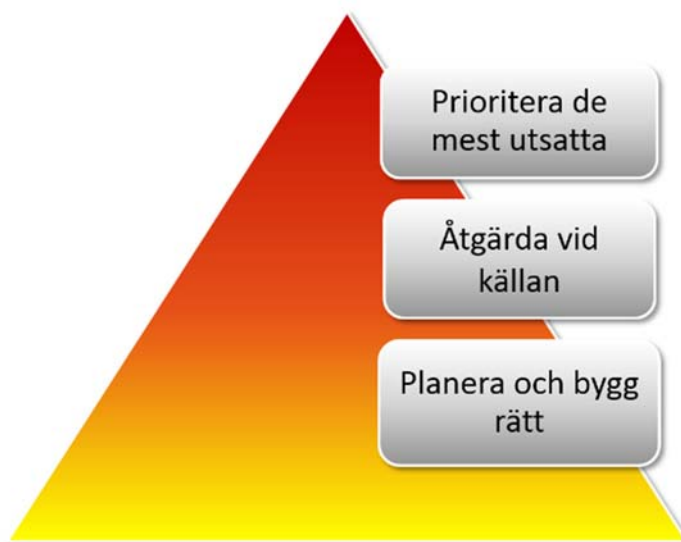 Prioritera de
mest utsatta
Åtgärda vid
källan
Planera och bygg
rätt